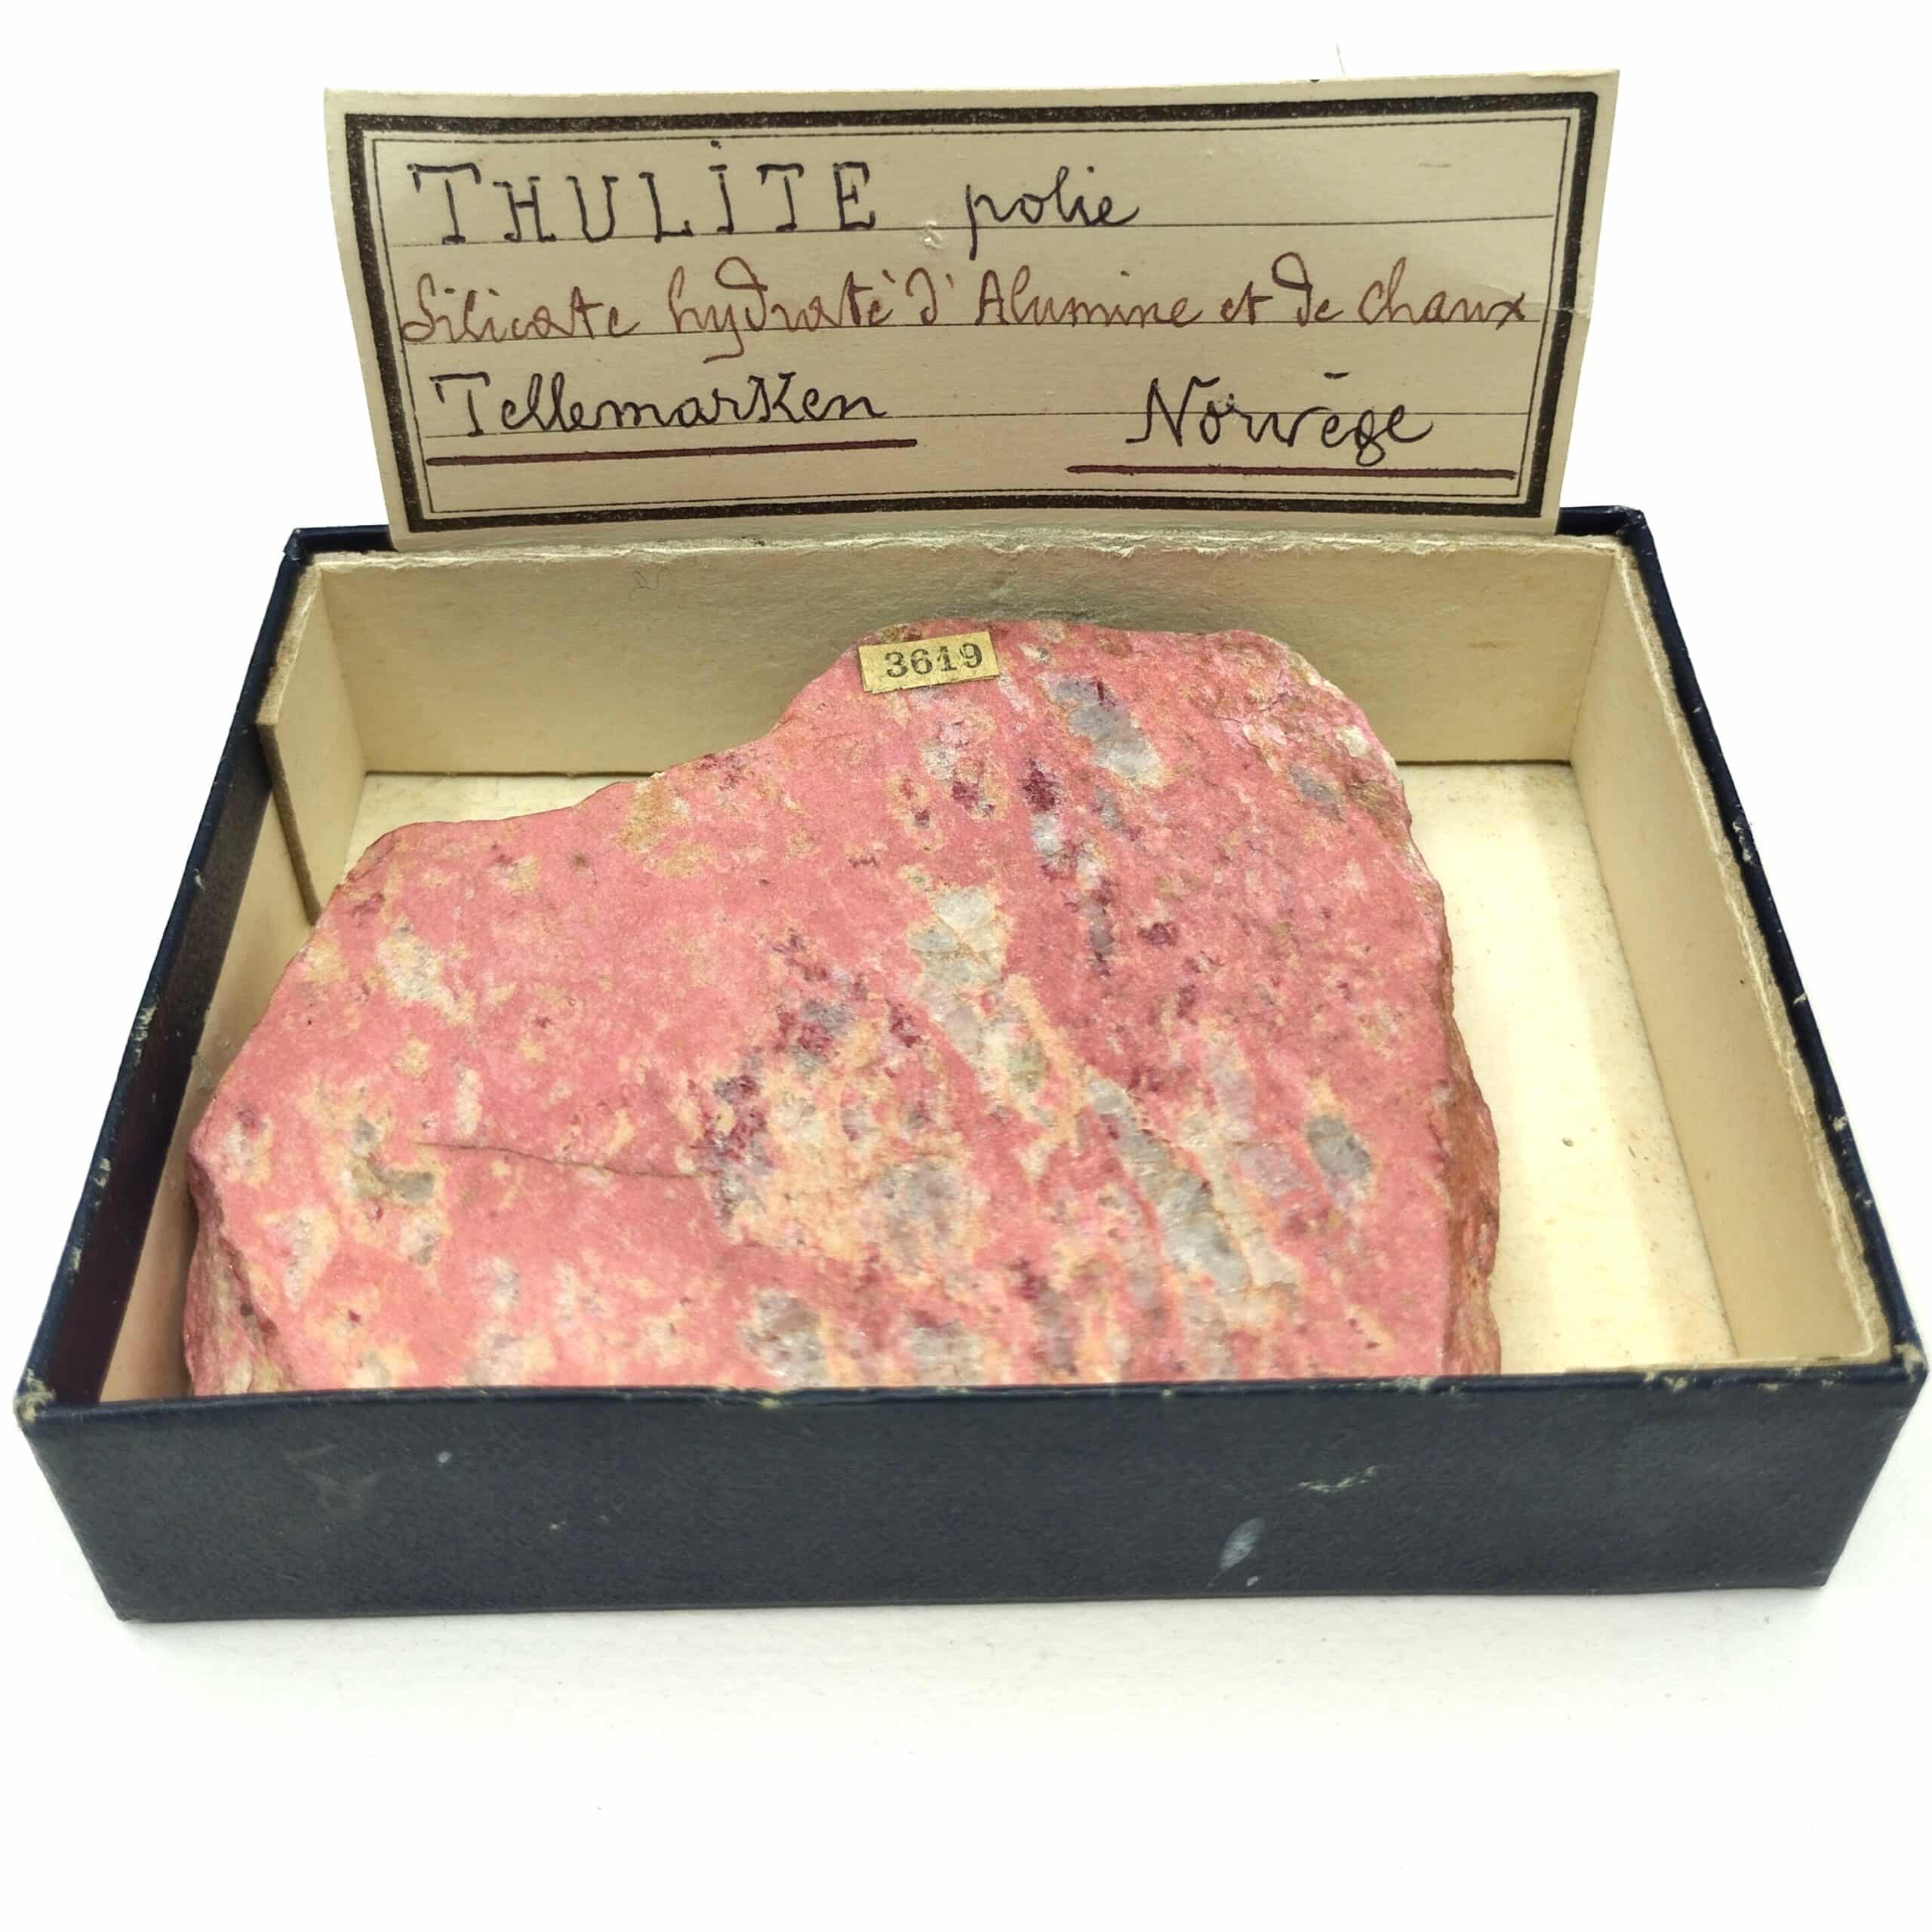 THULITE polie
Silicate hydraté d'Alumine et de Chaux
Tellemarken Norvège
3619